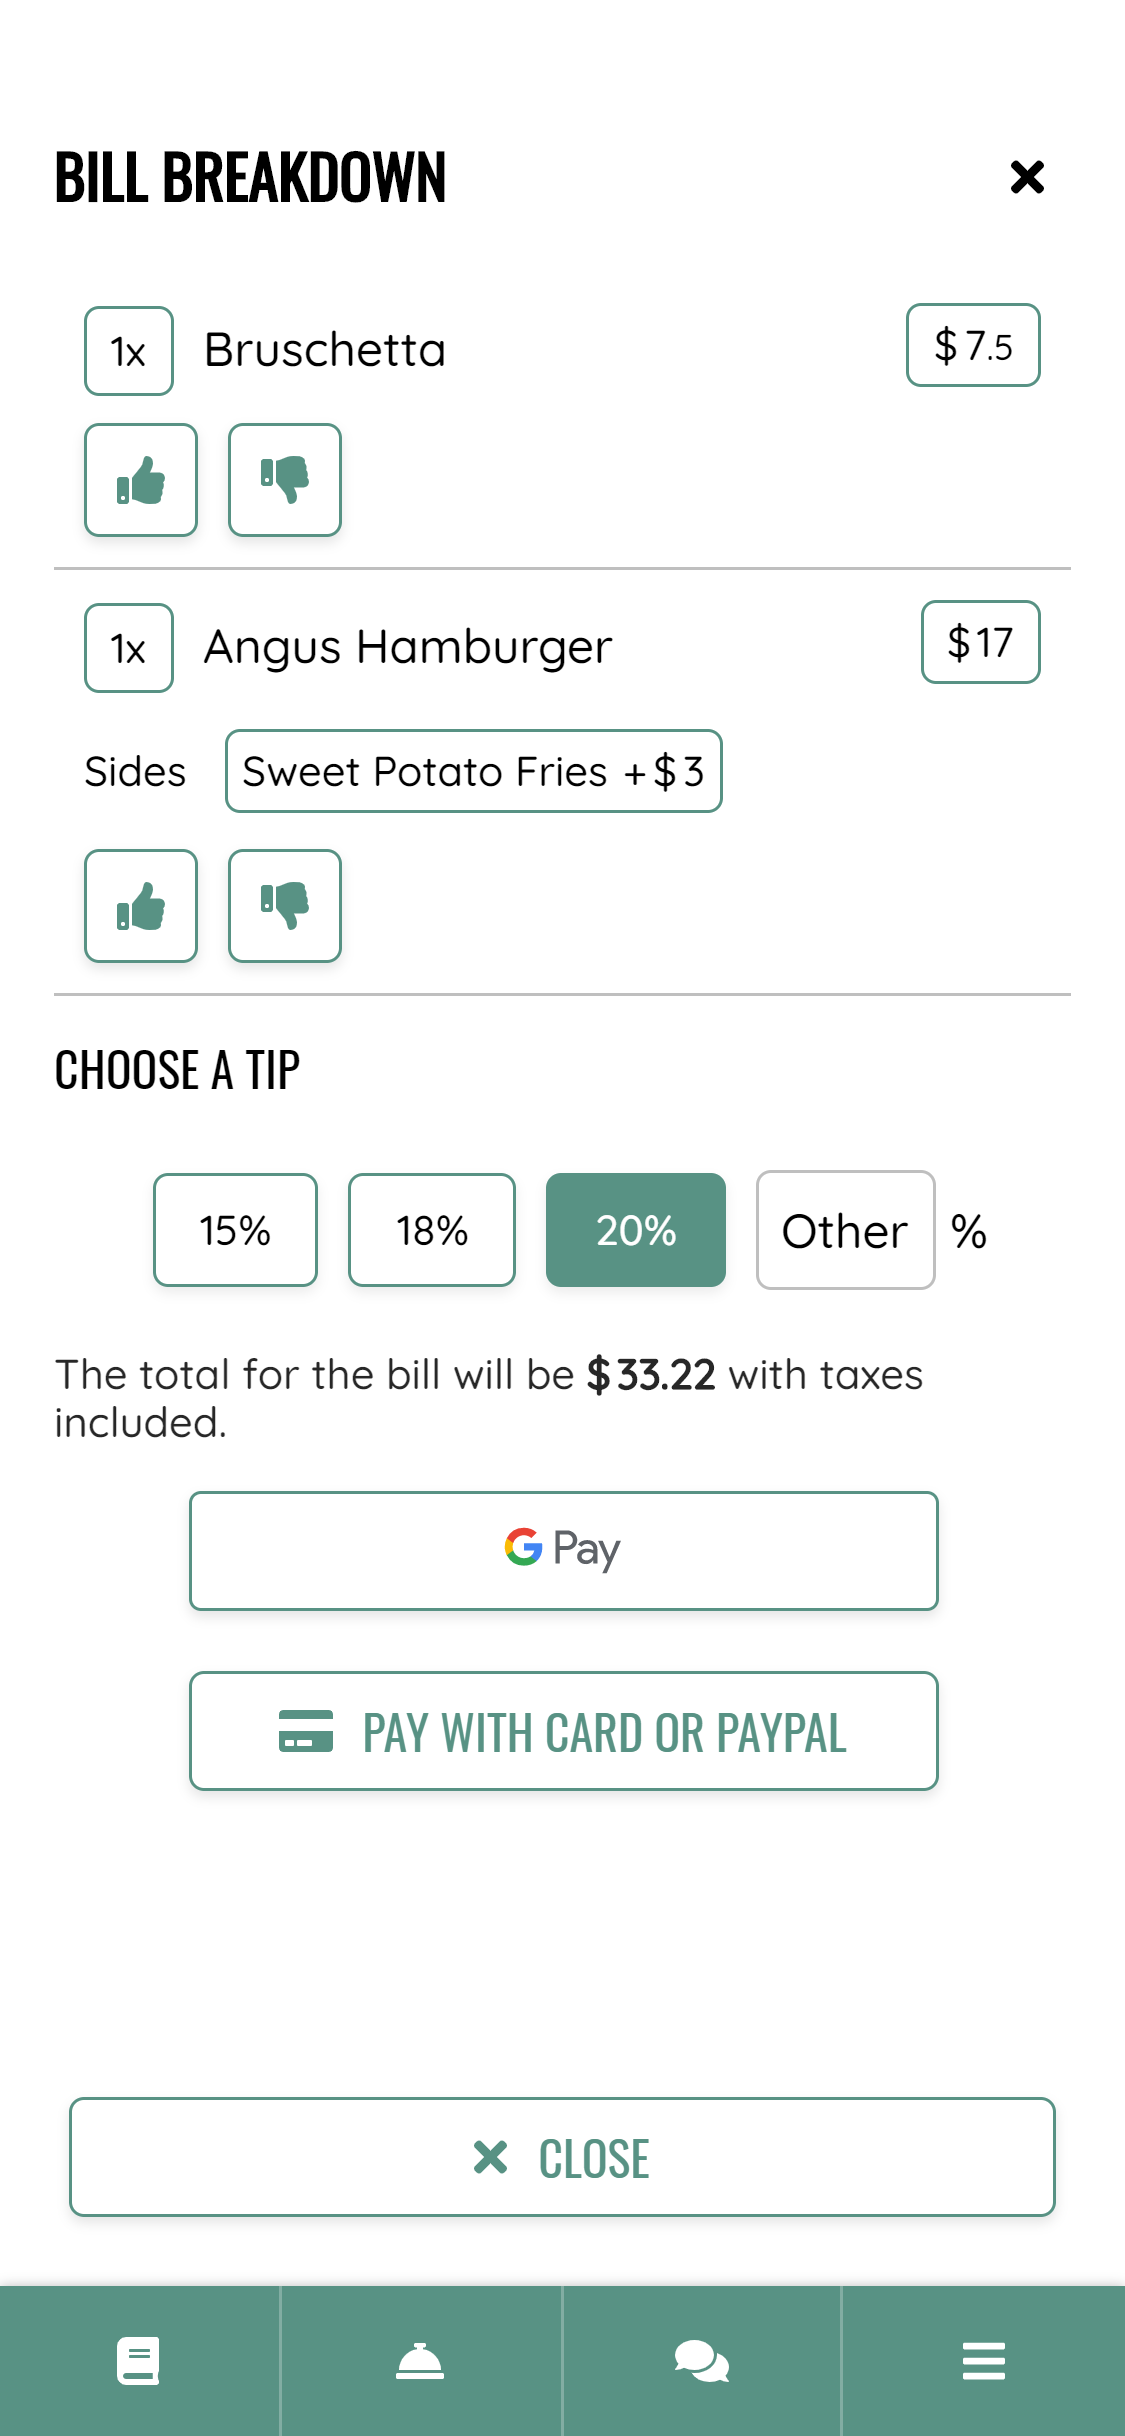 BILL BREAKDOWN
1x Bruschetta $7.5
1x Angus Hamburger $17
Sides Sweet Potato Fries +$3
CHOOSE A TIP
15% 18% 20% Other %
The total for the bill will be $33.22 with taxes
included.
G Pay
PAY WITH CARD OR PAYPAL
CLOSE